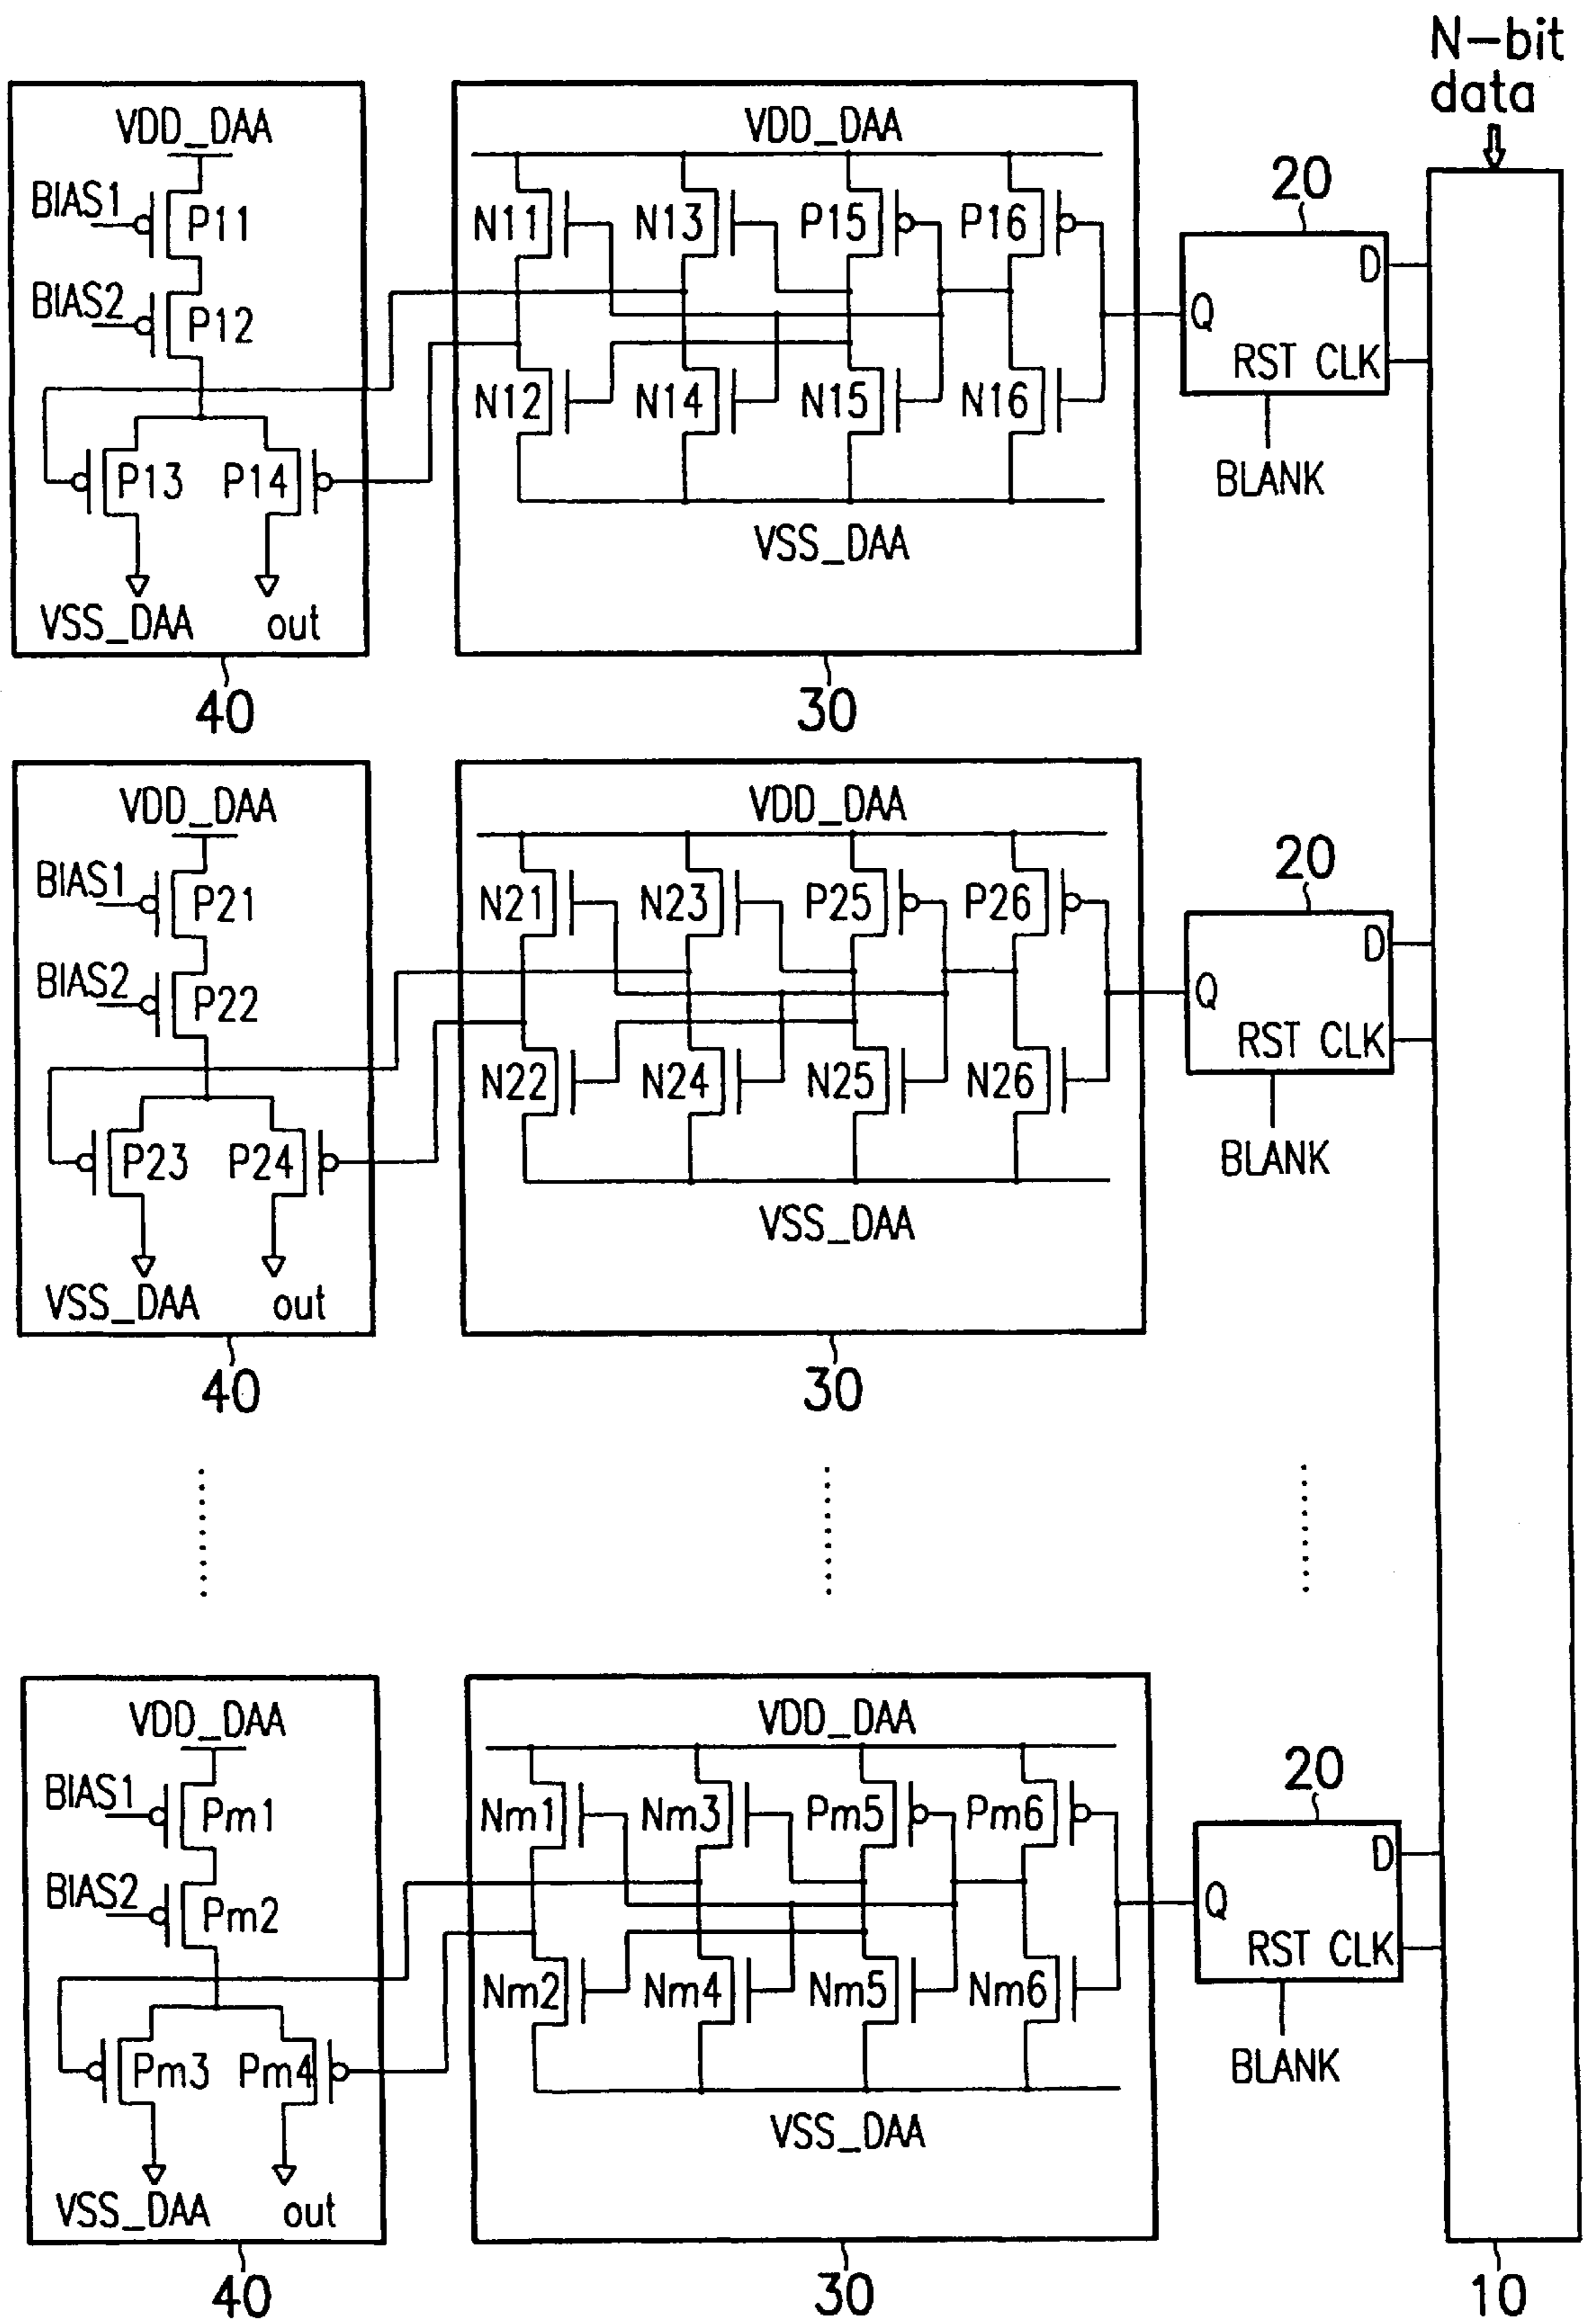 N-bit
data
VDD_DAA
BIAS1
P11
BIAS2
P12
P13
P14
VSS_DAA
out
40
VDD_DAA
N11
N13
P15
P16
N12
N14
N15
N16
VSS_DAA
30
20
D
Q
RST CLK
BLANK
VDD_DAA
BIAS1
P21
BIAS2
P22
P23
P24
VSS_DAA
out
40
VDD_DAA
N21
N23
P25
P26
N22
N24
N25
N26
VSS_DAA
30
20
D
Q
RST CLK
BLANK
VDD_DAA
BIAS1
Pm1
BIAS2
Pm2
Pm3
Pm4
VSS_DAA
out
40
VDD_DAA
Nm1
Nm3
Pm5
Pm6
Nm2
Nm4
Nm5
Nm6
VSS_DAA
30
20
D
Q
RST CLK
BLANK
10